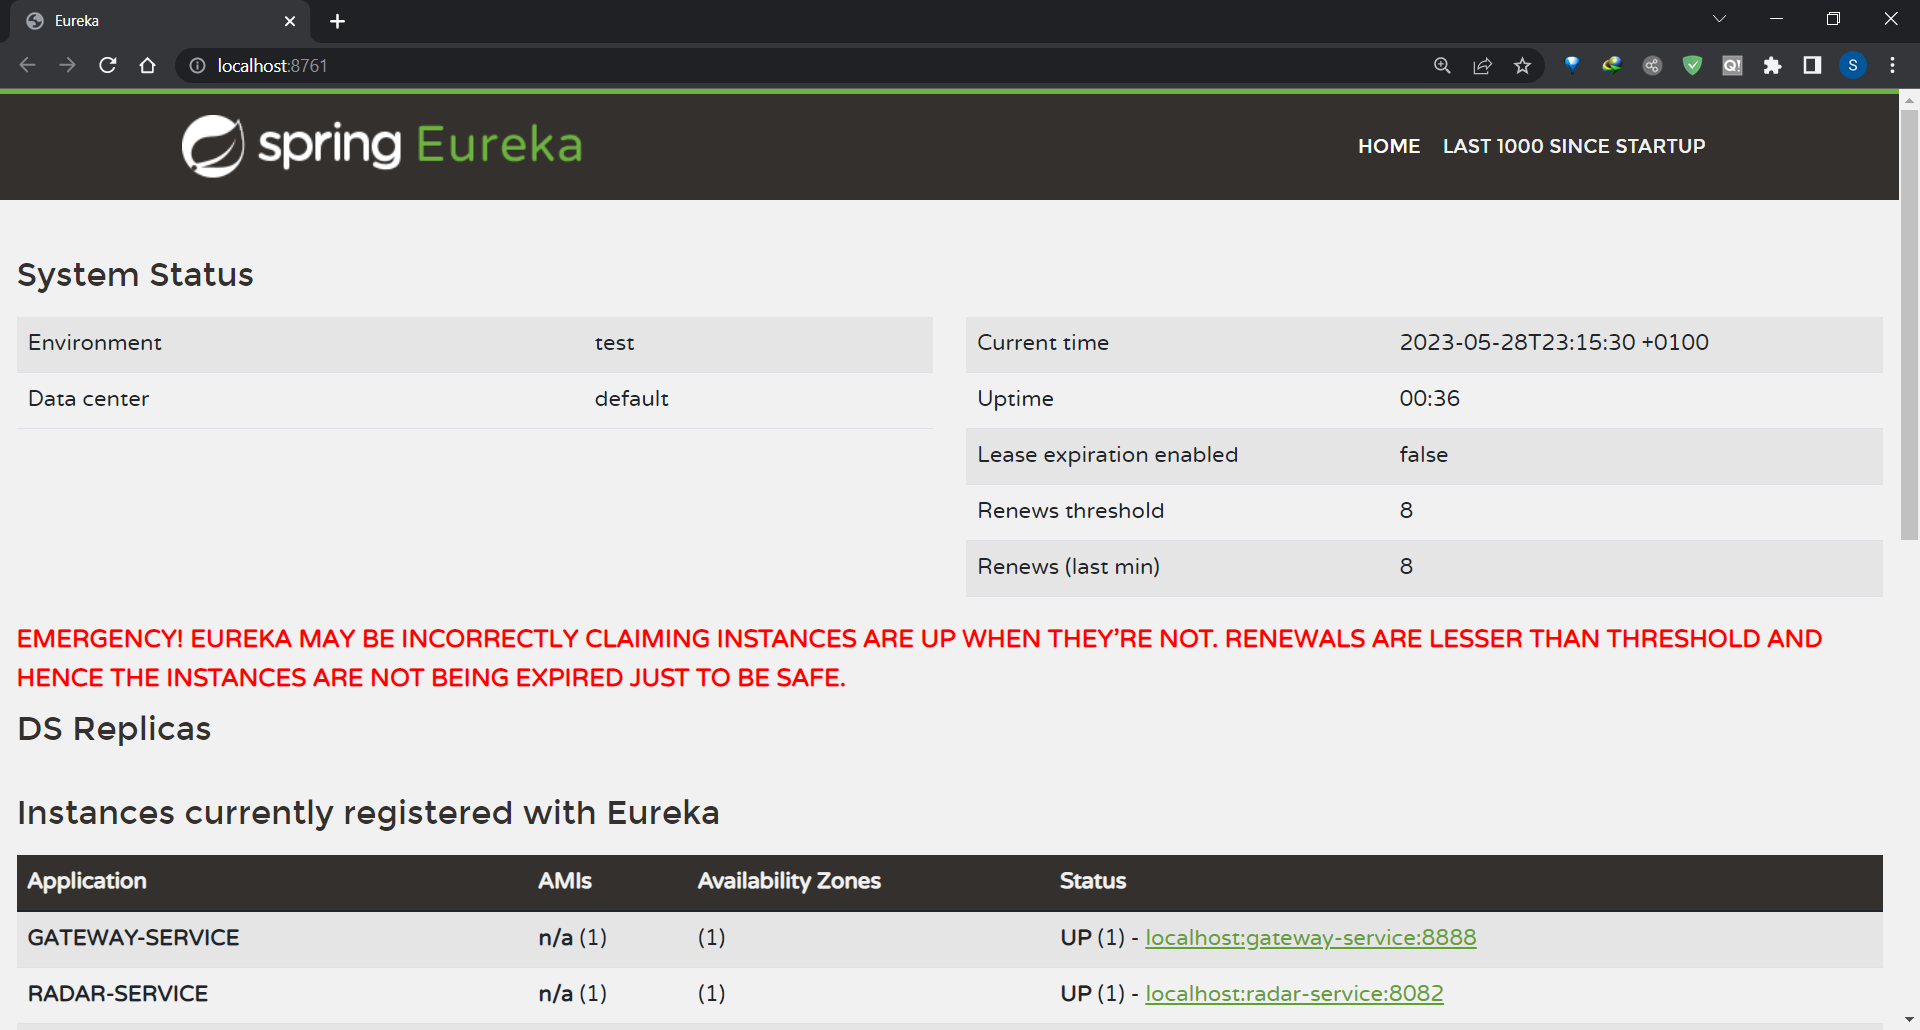 Eureka
localhost:8761
S
spring Eureka
HOME LAST 1000 SINCE STARTUP
System Status
Environment test
Data center default
Current time 2023-05-28T23:15:30 +0100
Uptime 00:36
Lease expiration enabled false
Renews threshold 8
Renews (last min) 8
EMERGENCY! EUREKA MAY BE INCORRECTLY CLAIMING INSTANCES ARE UP WHEN THEY'RE NOT. RENEWALS ARE LESSER THAN THRESHOLD AND
HENCE THE INSTANCES ARE NOT BEING EXPIRED JUST TO BE SAFE.
DS Replicas
Instances currently registered with Eureka
Application AMIs Availability Zones Status
GATEWAY-SERVICE n/a (1) (1) UP (1) - localhost:gateway-service:8888
RADAR-SERVICE n/a (1) (1) UP (1) - localhost:radar-service:8082